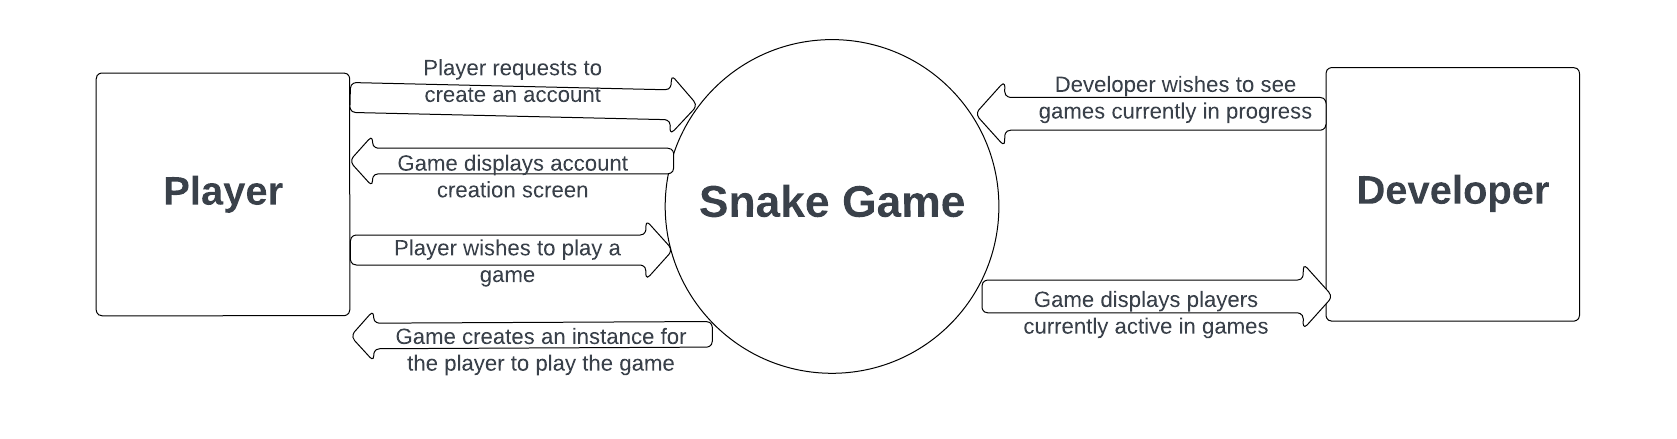 Player
Player requests to
create an account
Game displays account
creation screen
Player wishes to play a
game
Game creates an instance for
the player to play the game
Snake Game
Developer wishes to see
games currently in progress
Game displays players
currently active in games
Developer